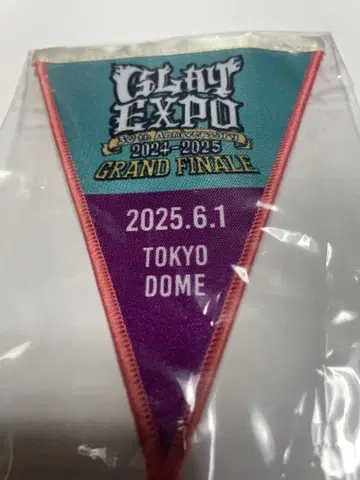 GLAY
EXPO
30th Anniversary
2024-2025
GRAND FINALE
2025.6.1
TOKYO
DOME